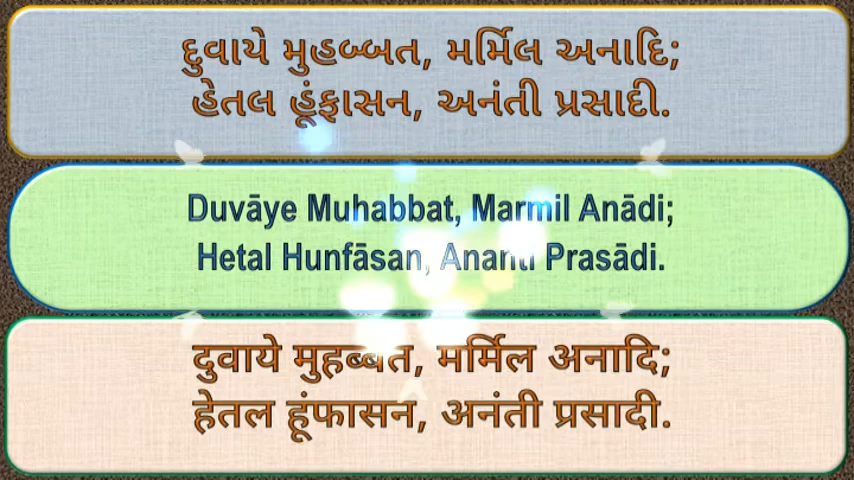 દુવાયે મુહબ્બત, મર્મિલ અનાદિ;
હેતલ હૂંફાસન, અનંતી પ્રસાદી.
Duvāye Muhabbat, Marmil Anādi;
Hetal Hunfāsan, Ananti Prasādi.
दुवाये मुहब्बत, मर्मिल अनादि;
हेतल हूंफासन, अनंती प्रसादी.